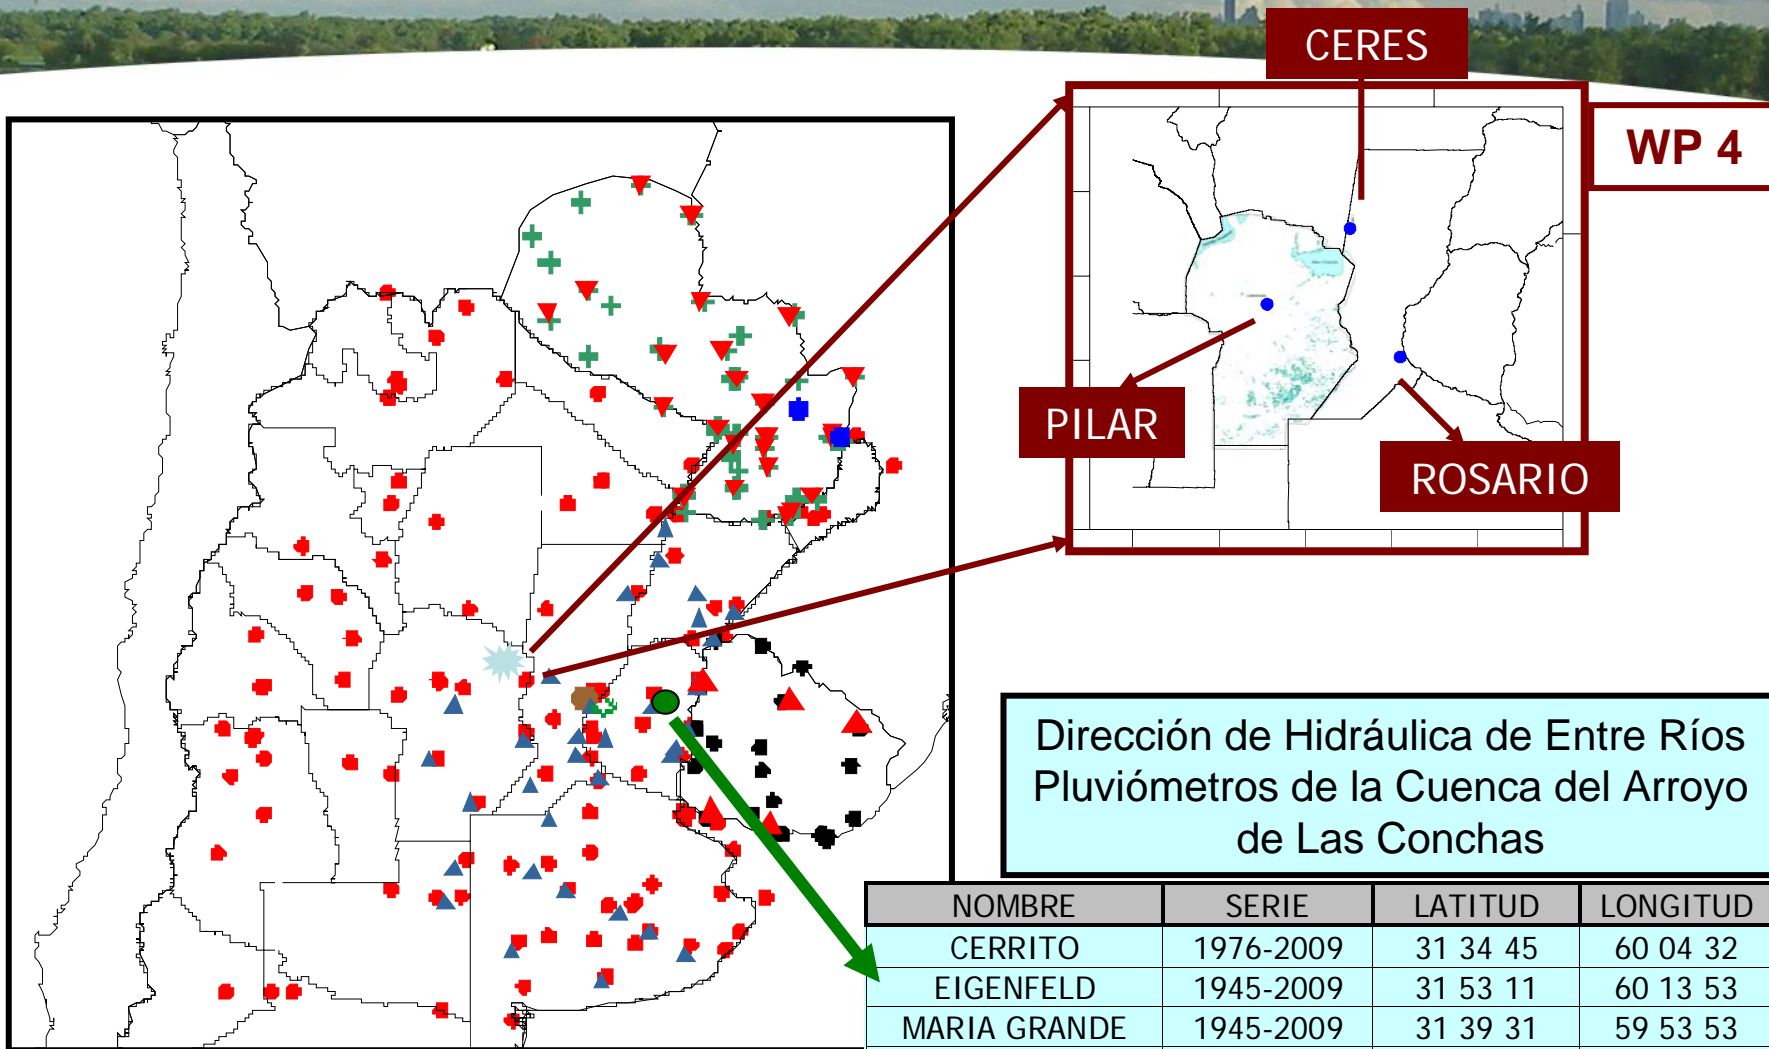 CERES
WP 4
PILAR
ROSARIO
Dirección de Hidráulica de Entre Ríos
Pluviómetros de la Cuenca del Arroyo
de Las Conchas
NOMBRE SERIE LATITUD LONGITUD
CERRITO 1976-2009 31 34 45 60 04 32
EIGENFELD 1945-2009 31 53 11 60 13 53
MARIA GRANDE 1945-2009 31 39 31 59 53 53